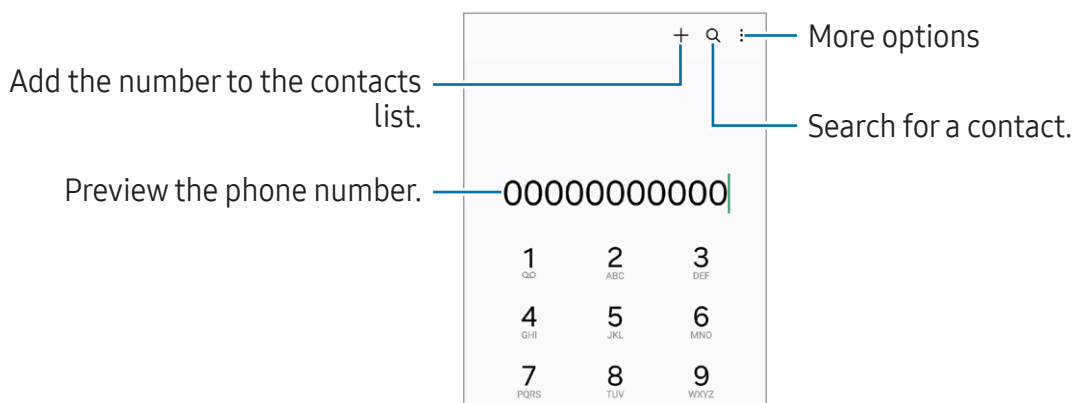 More options
Add the number to the contacts
list.
Search for a contact.
Preview the phone number.
00000000000
1 2 3
ABC DEF
4 5 6
GHI JKL MNO
7 8 9
PQRS TUV WXYZ